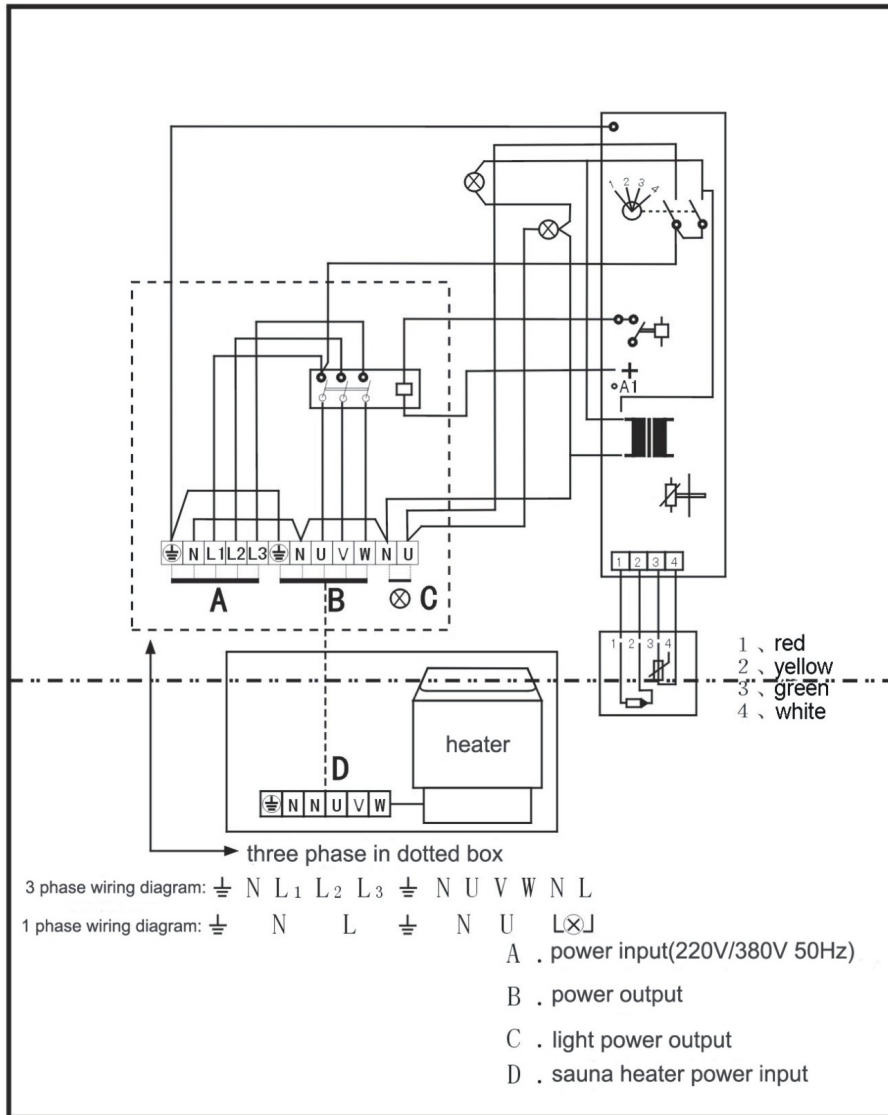 1 2 3 4
A1
N L1 L2 L3 N U V W N U
A B C
1 2 3 4
1 2 3 4
1 、 red
2 、 yellow
3 、 green
4 、 white
heater
D
N N U V W
three phase in dotted box
3 phase wiring diagram: ⏚ N L₁ L₂ L₃ ⏚ N U V W N L
1 phase wiring diagram: ⏚ N L ⏚ N U L⊗J
A . power input(220V/380V 50Hz)
B . power output
C . light power output
D . sauna heater power input